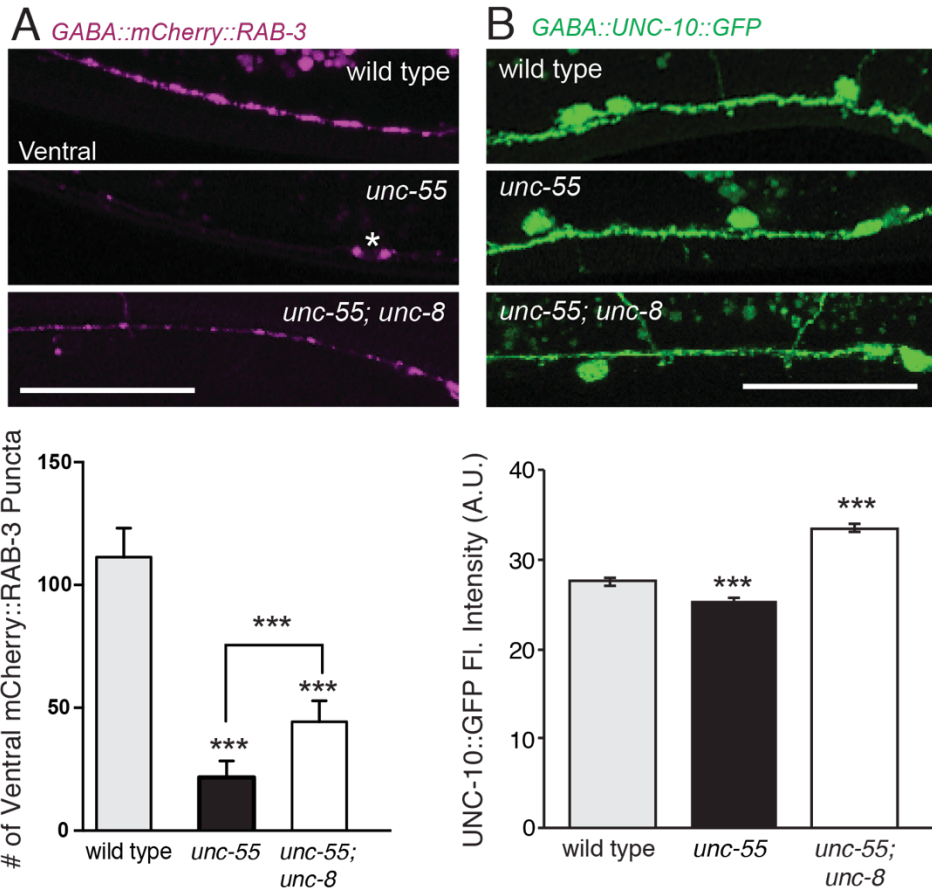 A GABA::mCherry::RAB-3
wild type
Ventral
unc-55
*
unc-55; unc-8
# of Ventral mCherry::RAB-3 Puncta
150
100
50
0
***
***
***
wild type
unc-55
unc-55;
unc-8
B GABA::UNC-10::GFP
wild type
unc-55
unc-55; unc-8
UNC-10::GFP Fl. Intensity (A.U.)
40
30
20
10
0
***
***
wild type
unc-55
unc-55;
unc-8